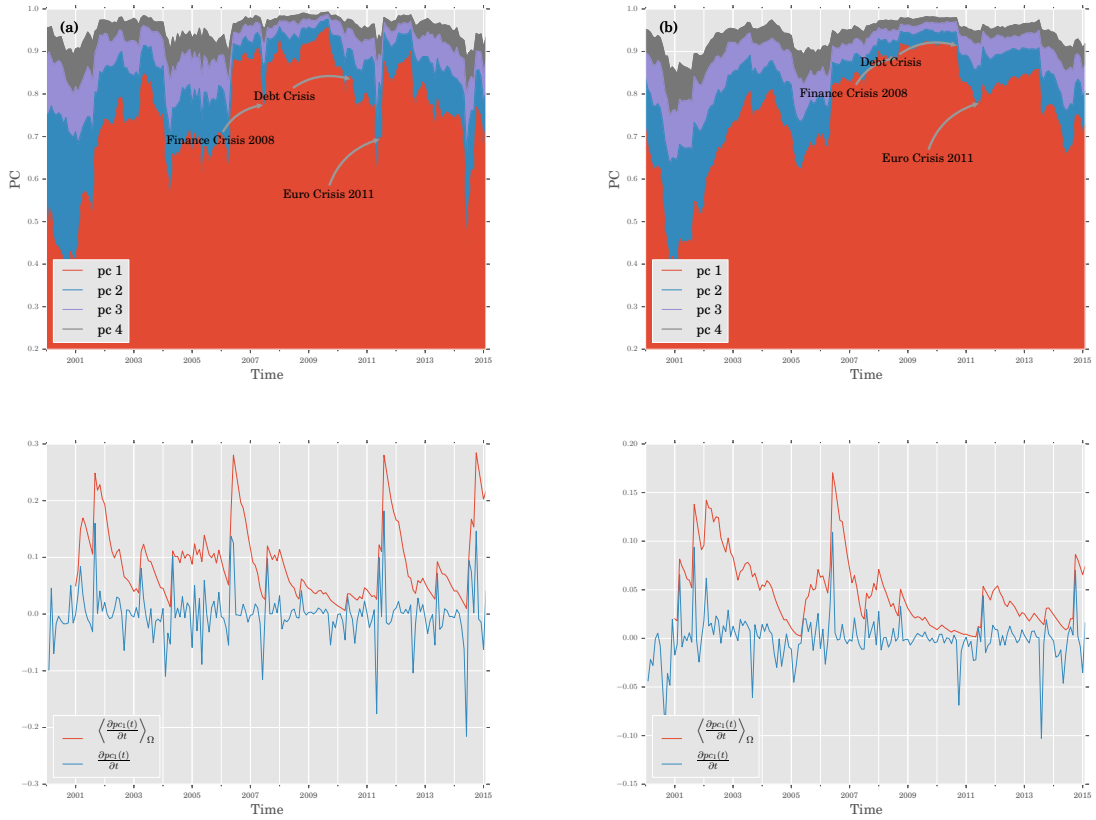 (a)
1.0
0.9
0.8
0.7
0.6
0.5
0.4
0.3
0.2
PC
Debt Crisis
Finance Crisis 2008
Euro Crisis 2011
pc 1
pc 2
pc 3
pc 4
2001 2003 2005 2007 2009 2011 2013 2015
Time
(b)
1.0
0.9
0.8
0.7
0.6
0.5
0.4
0.3
0.2
PC
Debt Crisis
Finance Crisis 2008
Euro Crisis 2011
pc 1
pc 2
pc 3
pc 4
2001 2003 2005 2007 2009 2011 2013 2015
Time
0.3
0.2
0.1
0.0
−0.1
−0.2
−0.3
⟨∂pc₁(t)/∂t⟩_Ω
∂pc₁(t)/∂t
2001 2003 2005 2007 2009 2011 2013 2015
Time
0.20
0.15
0.10
0.05
0.00
−0.05
−0.10
−0.15
⟨∂pc₁(t)/∂t⟩_Ω
∂pc₁(t)/∂t
2001 2003 2005 2007 2009 2011 2013 2015
Time